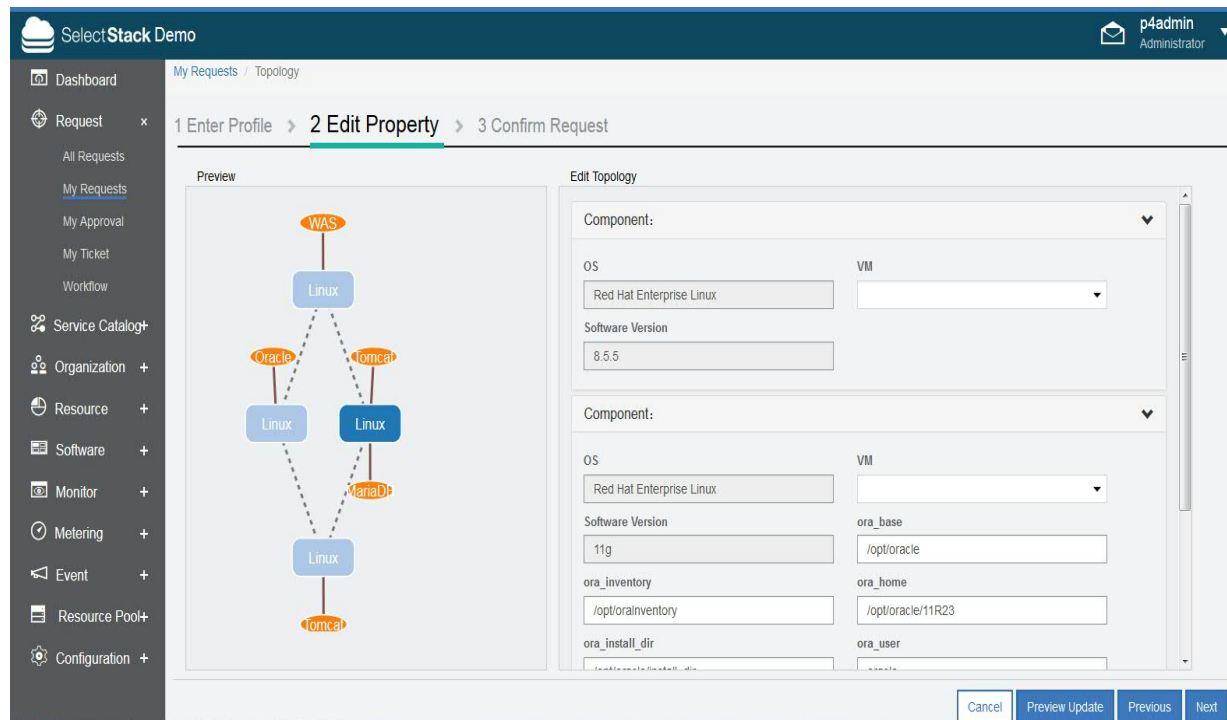 SelectStack Demo
p4admin
Administrator
Dashboard
Request ×
All Requests
My Requests
My Approval
My Ticket
Workflow
Service Catalog+
Organization +
Resource +
Software +
Monitor +
Metering +
Event +
Resource Pool+
Configuration +
My Requests / Topology
1 Enter Profile > 2 Edit Property > 3 Confirm Request
Preview
WAS
Linux
Oracle Tomcat
Linux Linux
MariaDB
Linux
Tomcat
Edit Topology
Component:
OS VM
Red Hat Enterprise Linux
Software Version
8.5.5
Component:
OS VM
Red Hat Enterprise Linux
Software Version ora_base
11g /opt/oracle
ora_inventory ora_home
/opt/oraInventory /opt/oracle/11R23
ora_install_dir ora_user
Cancel Preview Update Previous Next